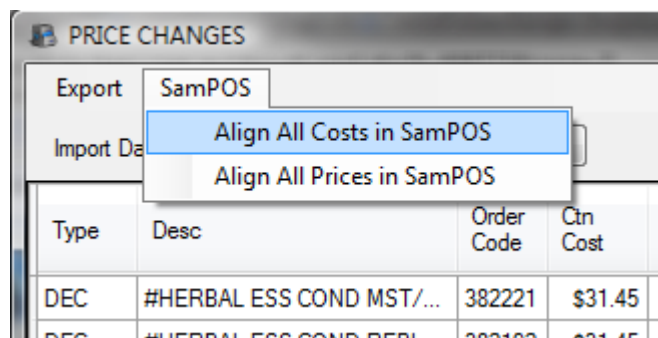 PRICE CHANGES
Export SamPOS
Align All Costs in SamPOS
Import Da
Align All Prices in SamPOS
Type Desc Order Code Ctn Cost
DEC #HERBAL ESS COND MST/... 382221 $31.45